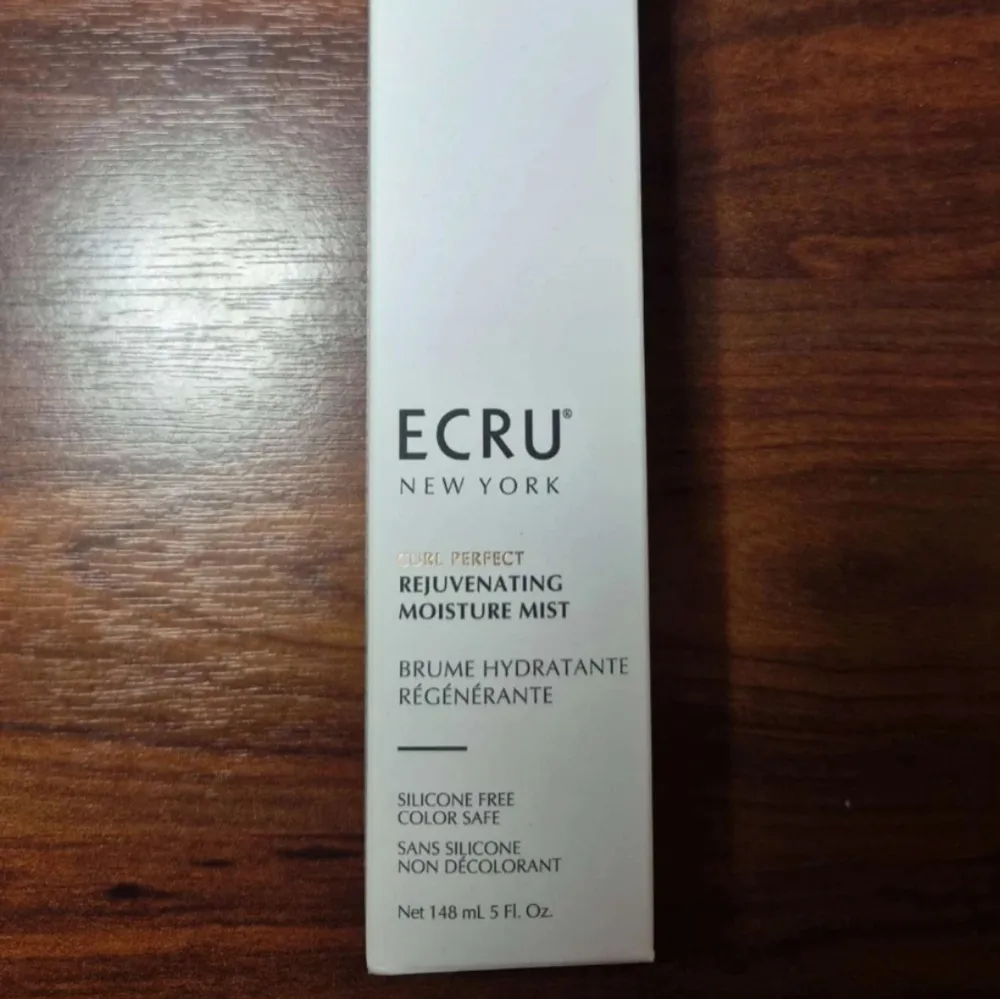 ECRU®
NEW YORK
CURL PERFECT
REJUVENATING
MOISTURE MIST
BRUME HYDRATANTE
RÉGÉNÉRANTE
SILICONE FREE
COLOR SAFE
SANS SILICONE
NON DÉCOLORANT
Net 148 mL 5 Fl. Oz.